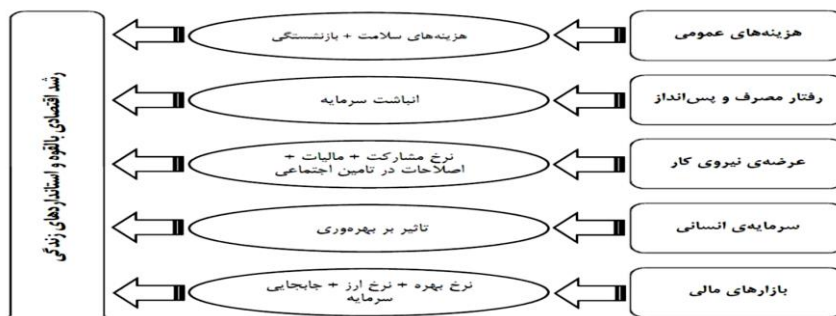 هزینه‌های عمومی
هزینه‌های سلامت + بازنشستگی
رفتار مصرف و پس‌انداز
انباشت سرمایه
عرضه‌ی نیروی کار
نرخ مشارکت + مالیات +
اصلاحات در تامین اجتماعی
سرمایه‌ی انسانی
تاثیر بر بهره‌وری
بازارهای مالی
نرخ بهره + نرخ ارز + جابجایی
سرمایه
رشد اقتصادی بالقوه و استانداردهای زندگی